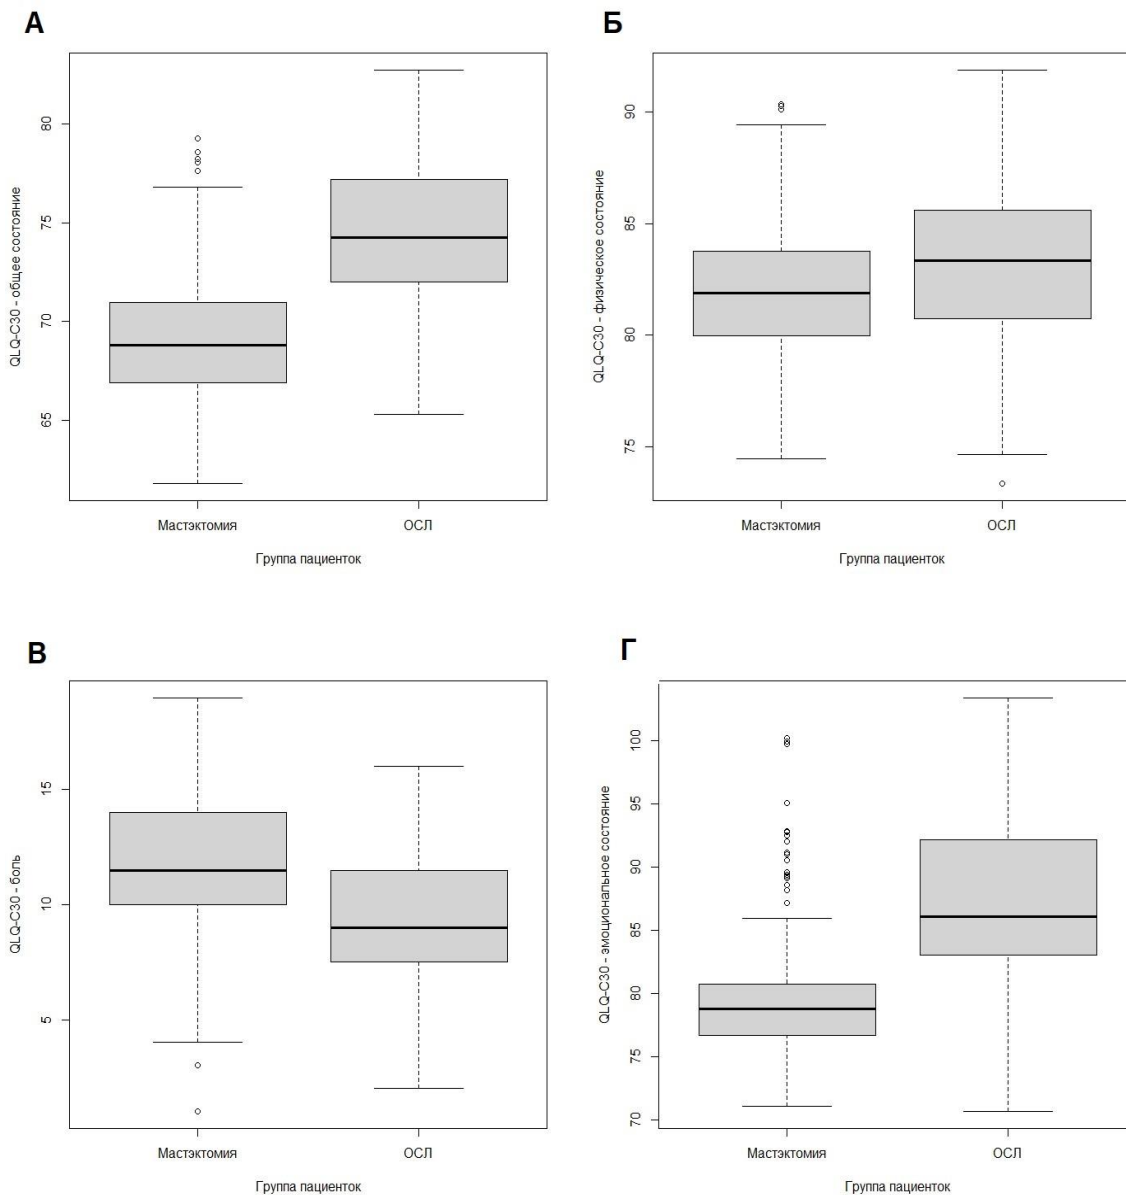 А
QLQ-C30 - общее состояние
80
75
70
65
Мастэктомия ОСЛ
Группа пациенток
Б
QLQ-C30 - физическое состояние
90
85
80
75
Мастэктомия ОСЛ
Группа пациенток
В
QLQ-C30 - боль
15
10
5
Мастэктомия ОСЛ
Группа пациенток
Г
QLQ-C30 - эмоциональное состояние
100
95
90
85
80
75
70
Мастэктомия ОСЛ
Группа пациенток